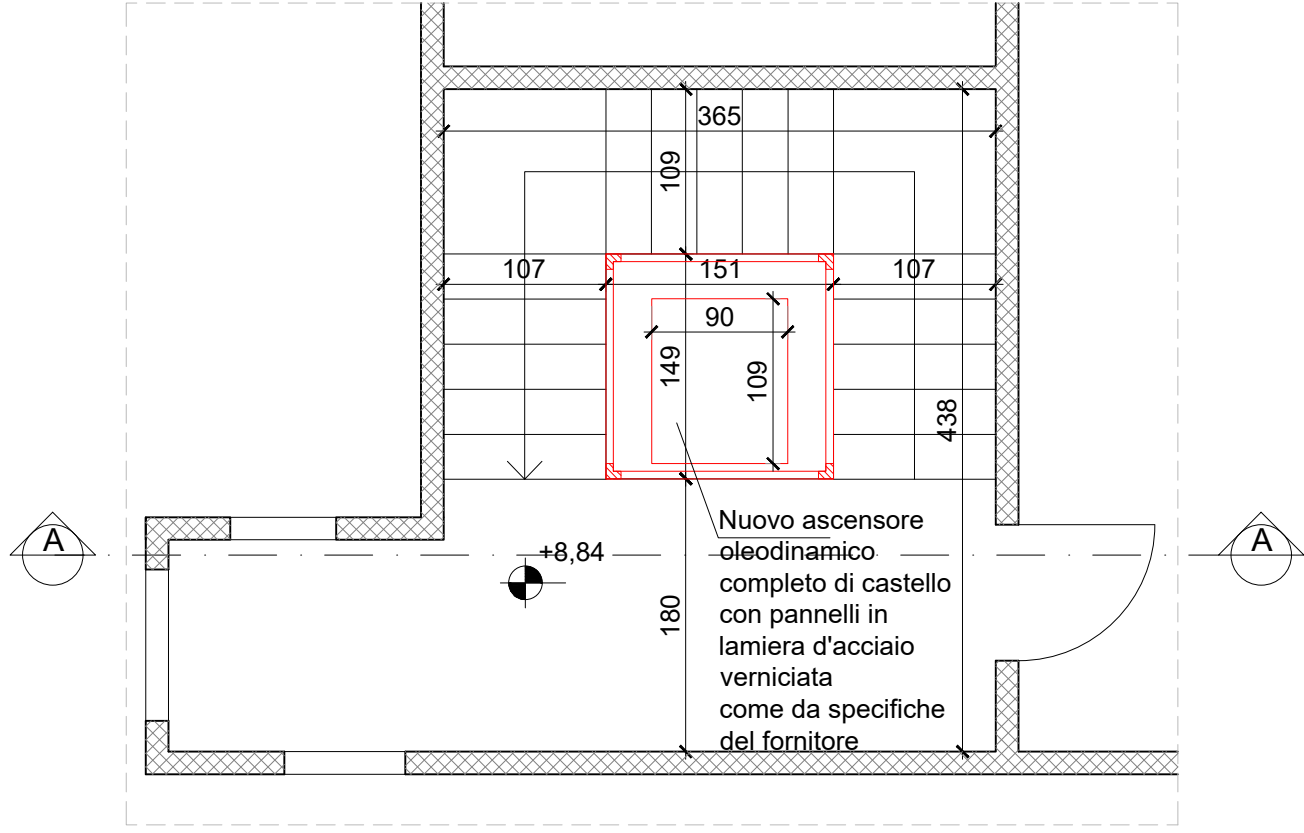 365
109
107
151
107
90
149
109
438
A
A
+8,84
180
Nuovo ascensore
oleodinamico
completo di castello
con pannelli in
lamiera d'acciaio
verniciata
come da specifiche
del fornitore